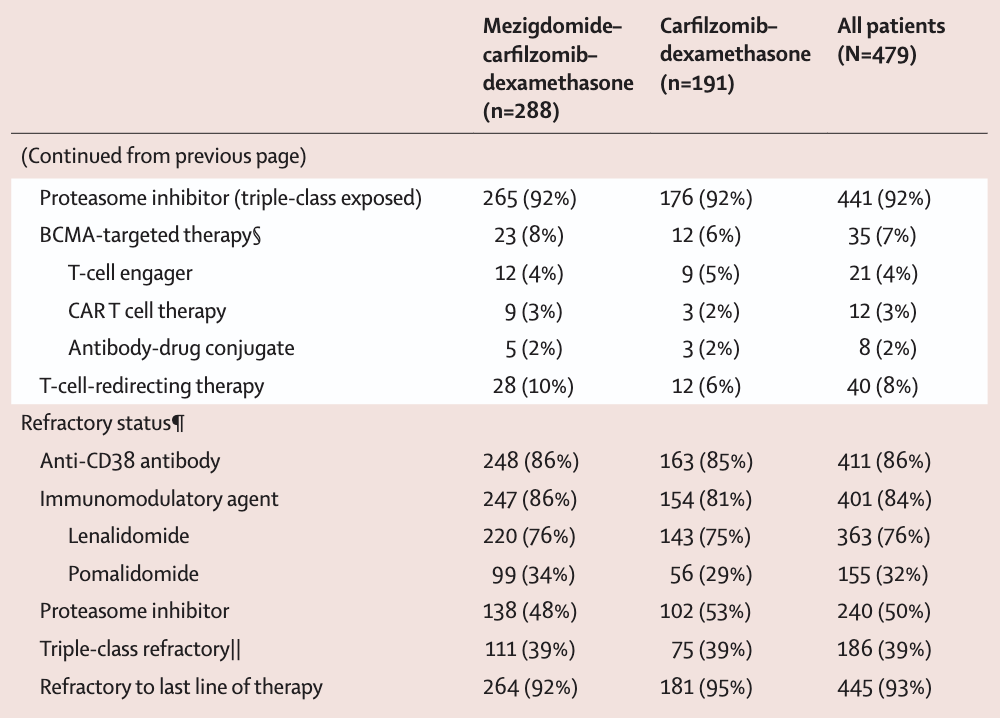 Mezigdomide–carfilzomib–dexamethasone (n=288) Carfilzomib–dexamethasone (n=191) All patients (N=479)
(Continued from previous page)
Proteasome inhibitor (triple-class exposed) 265 (92%) 176 (92%) 441 (92%)
BCMA-targeted therapy§ 23 (8%) 12 (6%) 35 (7%)
T-cell engager 12 (4%) 9 (5%) 21 (4%)
CAR T cell therapy 9 (3%) 3 (2%) 12 (3%)
Antibody-drug conjugate 5 (2%) 3 (2%) 8 (2%)
T-cell-redirecting therapy 28 (10%) 12 (6%) 40 (8%)
Refractory status¶
Anti-CD38 antibody 248 (86%) 163 (85%) 411 (86%)
Immunomodulatory agent 247 (86%) 154 (81%) 401 (84%)
Lenalidomide 220 (76%) 143 (75%) 363 (76%)
Pomalidomide 99 (34%) 56 (29%) 155 (32%)
Proteasome inhibitor 138 (48%) 102 (53%) 240 (50%)
Triple-class refractory|| 111 (39%) 75 (39%) 186 (39%)
Refractory to last line of therapy 264 (92%) 181 (95%) 445 (93%)